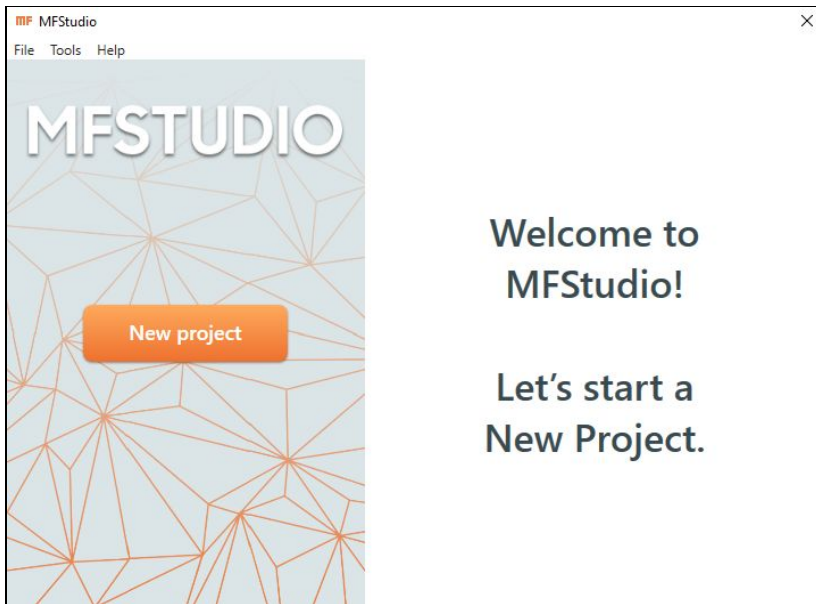 MF MFStudio
File Tools Help
MFSTUDIO
New project
Welcome to
MFStudio!
Let's start a
New Project.